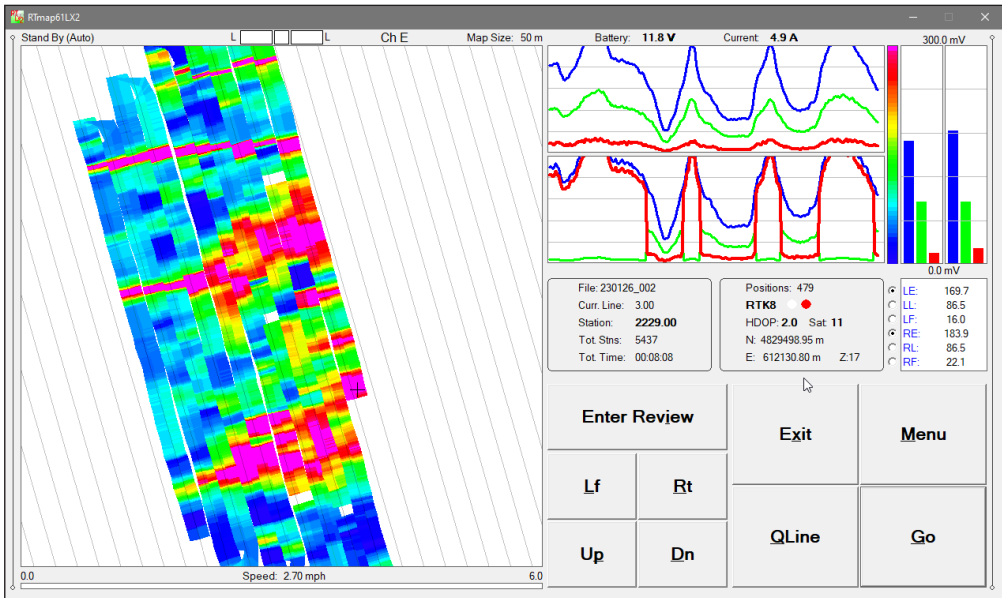 RTmap61LX2
Stand By (Auto) L L Ch E Map Size: 50 m
Battery: 11.8 V Current: 4.9 A
300.0 mV
0.0 mV
File: 230126_002
Curr. Line: 3.00
Station: 2229.00
Tot. Stns: 5437
Tot. Time: 00:08:08
Positions: 479
RTK8
HDOP: 2.0 Sat: 11
N: 4829498.95 m
E: 612130.80 m Z:17
LE: 169.7
LL: 86.5
LF: 16.0
RE: 183.9
RL: 86.5
RF: 22.1
Enter Review
Exit
Menu
Lf
Rt
Up
Dn
QLine
Go
0.0 Speed: 2.70 mph 6.0